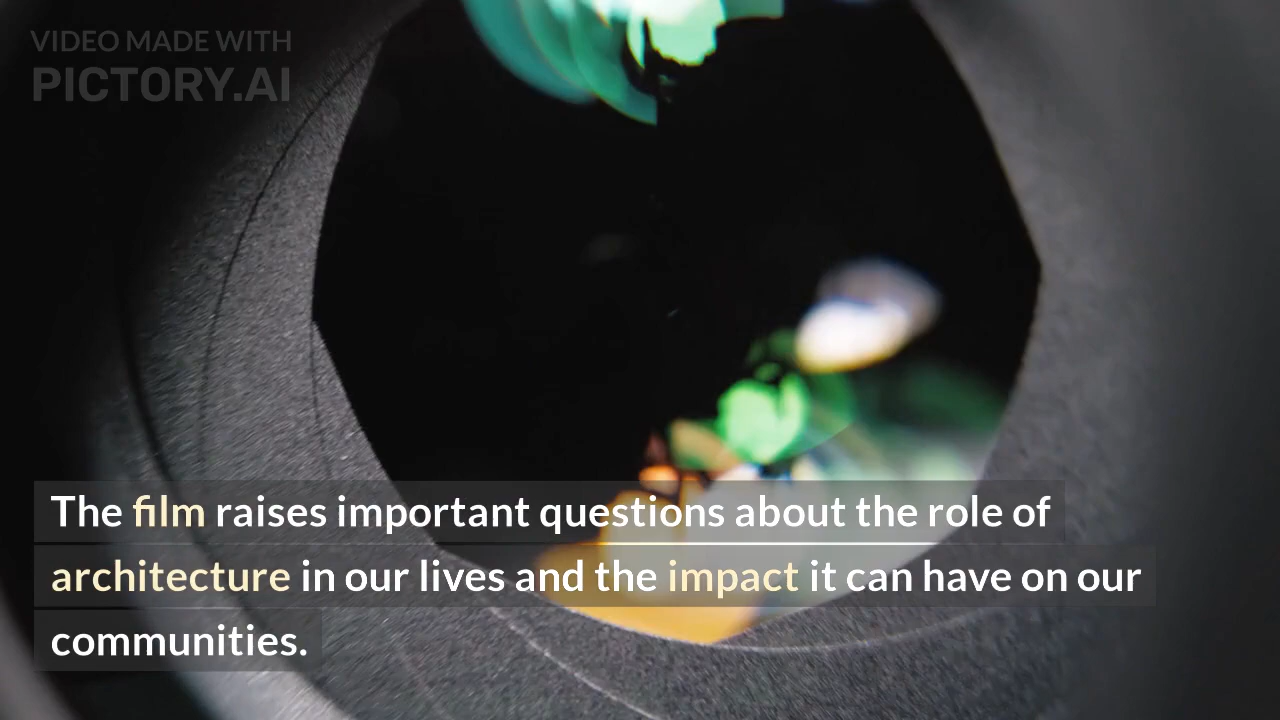 VIDEO MADE WITH
PICTORY.AI
The film raises important questions about the role of
architecture in our lives and the impact it can have on our
communities.